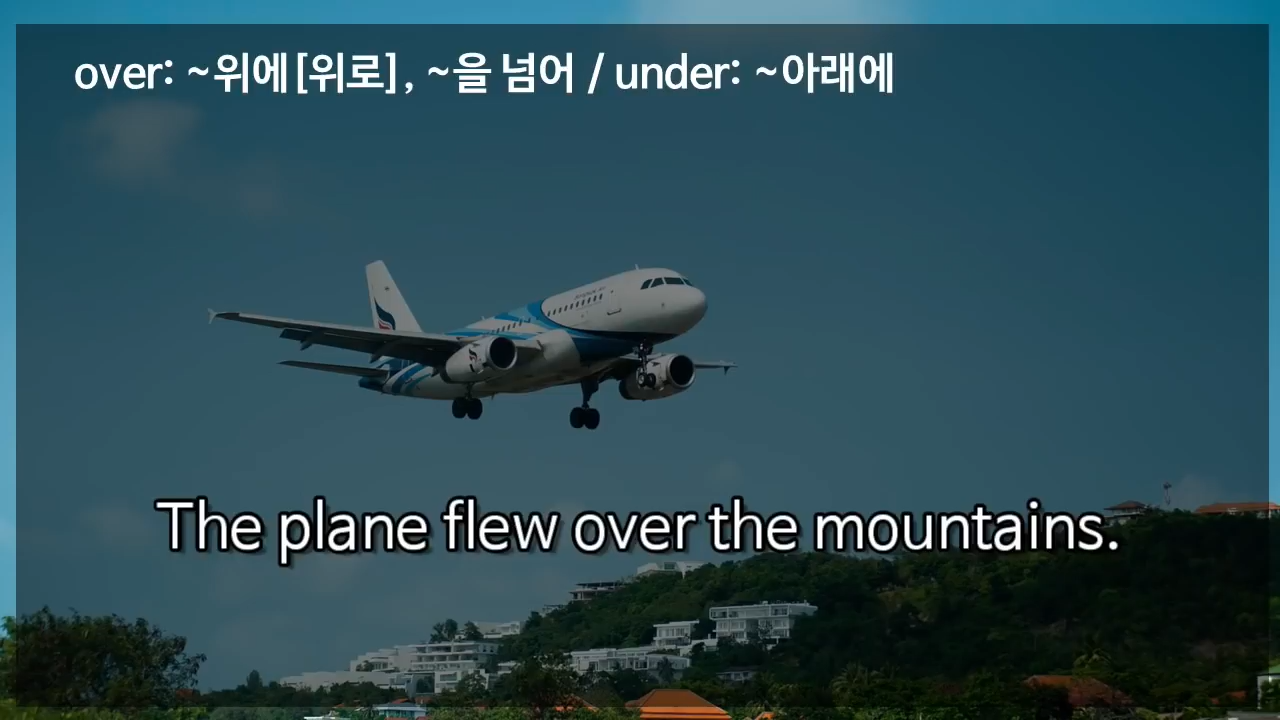 over: ~위에[위로], ~을 넘어 / under: ~아래에
The plane flew over the mountains.